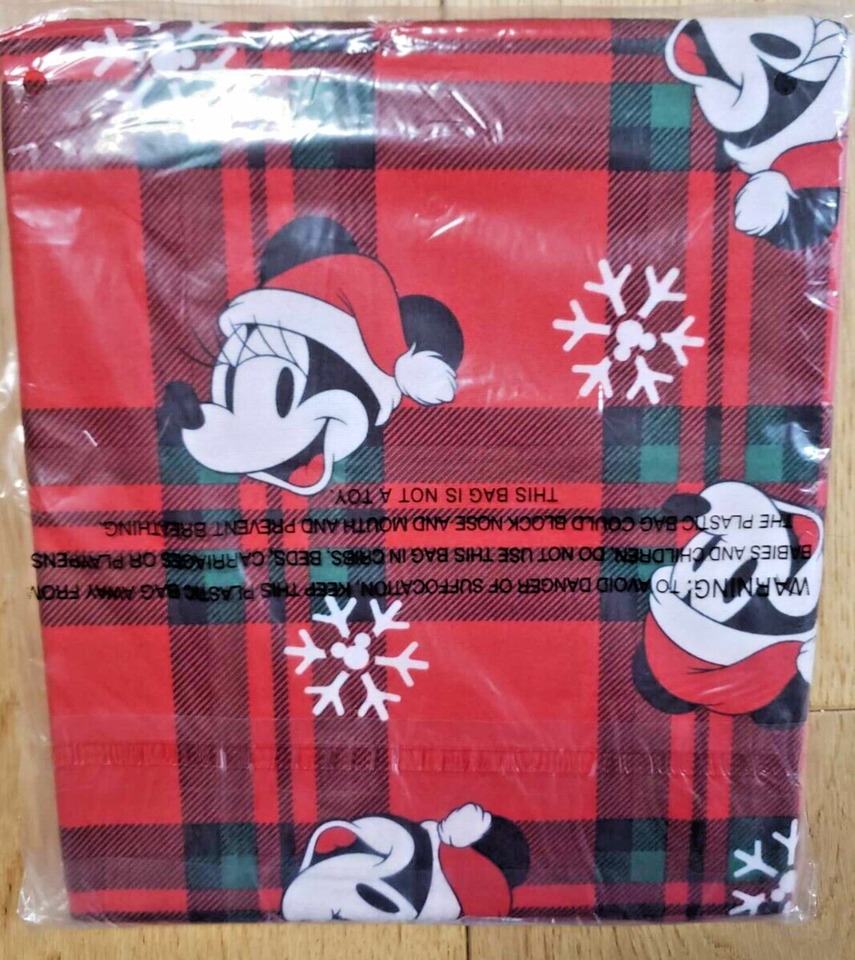 WARNING: TO AVOID DANGER OF SUFFOCATION, KEEP THIS PLASTIC BAG AWAY FROM
BABIES AND CHILDREN. DO NOT USE THIS BAG IN CRIBS, BEDS, CARRIAGES OR PLAYPENS
THE PLASTIC BAG COULD BLOCK NOSE AND MOUTH AND PREVENT BREATHING.
THIS BAG IS NOT A TOY.